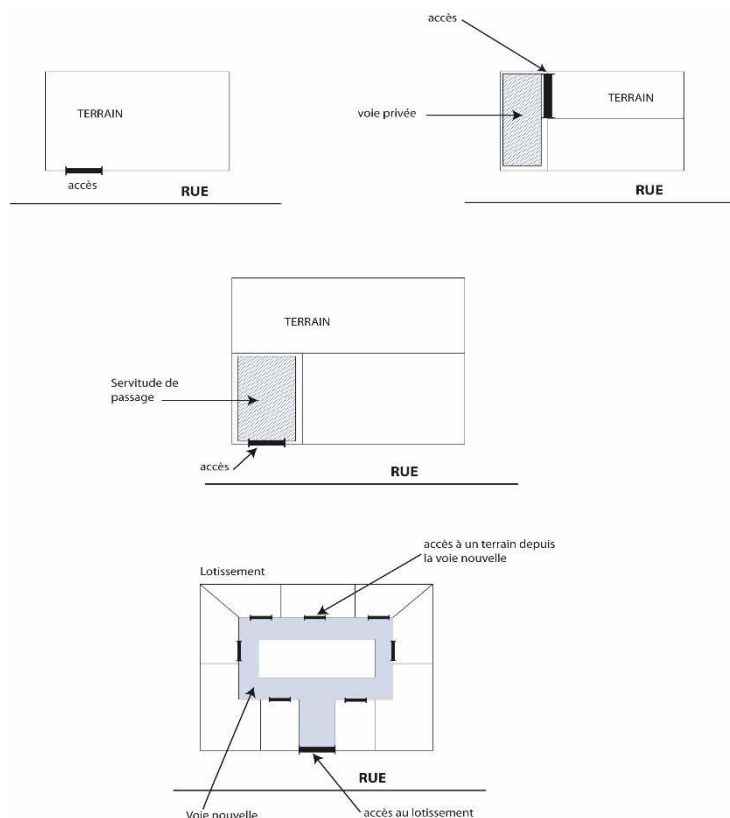 TERRAIN
accès
RUE
accès
voie privée
TERRAIN
RUE
TERRAIN
Servitude de
passage
accès
RUE
accès à un terrain depuis
la voie nouvelle
Lotissement
RUE
Voie nouvelle
accès au lotissement